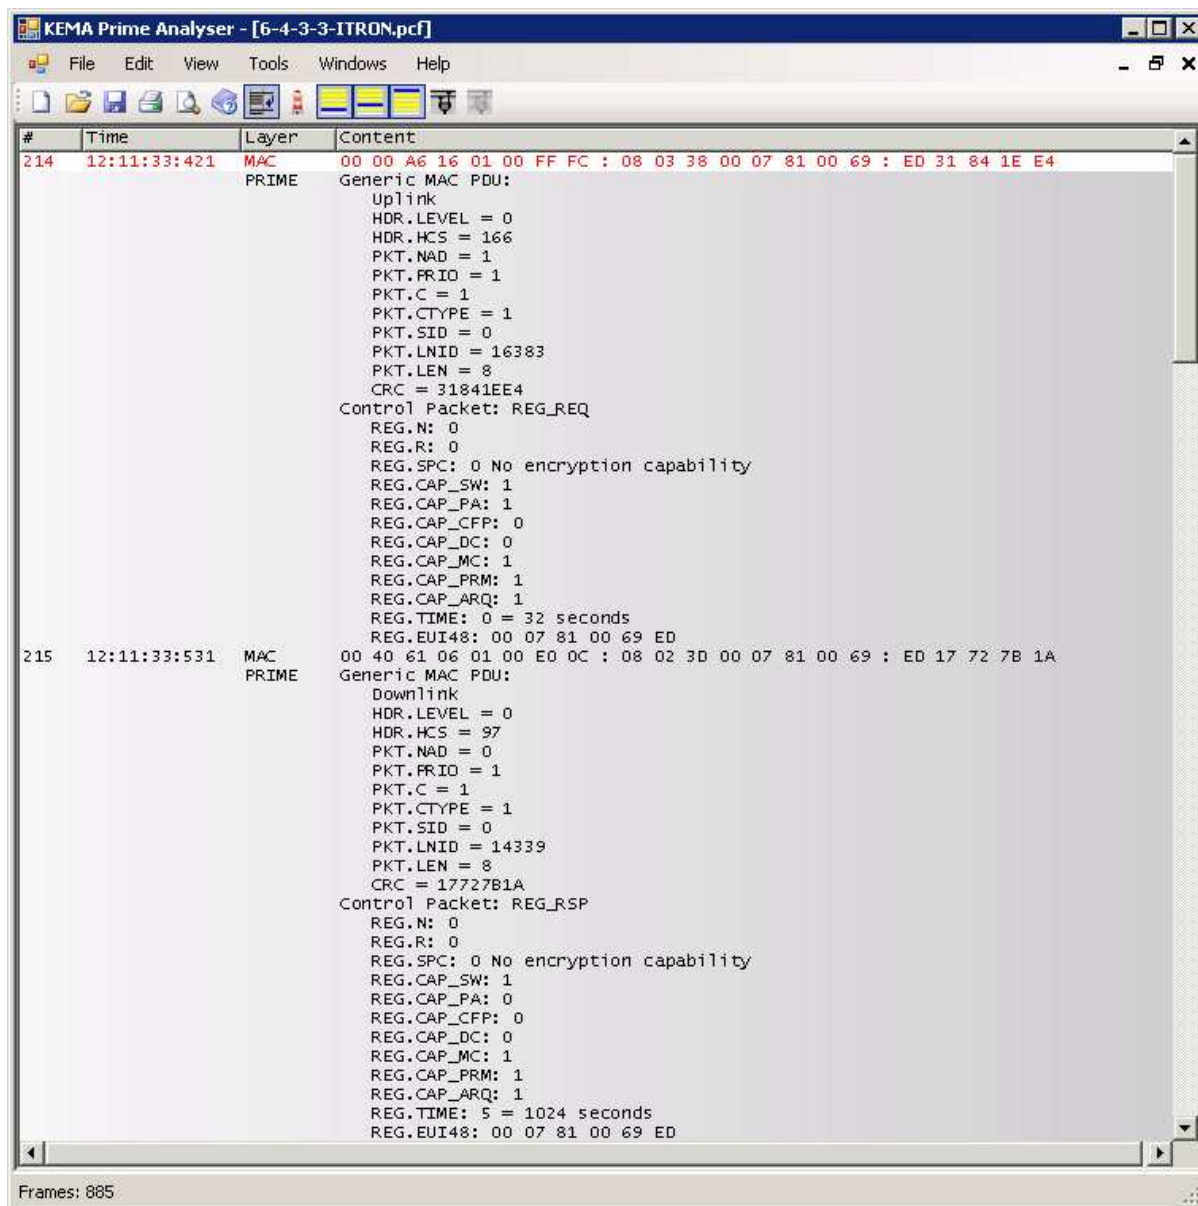 KEMA Prime Analyser - [6-4-3-3-ITRON.pcf]
File Edit View Tools Windows Help
# Time Layer Content
214 12:11:33:421 MAC 00 00 A6 16 01 00 FF FC : 08 03 38 00 07 81 00 69 : ED 31 84 1E E4
PRIME Generic MAC PDU:
Uplink
HDR.LEVEL = 0
HDR.HCS = 166
PKT.NAD = 1
PKT.PRIO = 1
PKT.C = 1
PKT.CTYPE = 1
PKT.SID = 0
PKT.LNID = 16383
PKT.LEN = 8
CRC = 31841EE4
Control Packet: REG_REQ
REG.N: 0
REG.R: 0
REG.SPC: 0 No encryption capability
REG.CAP_SW: 1
REG.CAP_PA: 1
REG.CAP_CFP: 0
REG.CAP_DC: 0
REG.CAP_MC: 1
REG.CAP_PRM: 1
REG.CAP_ARQ: 1
REG.TIME: 0 = 32 seconds
REG.EUI48: 00 07 81 00 69 ED
215 12:11:33:531 MAC 00 40 61 06 01 00 E0 0C : 08 02 3D 00 07 81 00 69 : ED 17 72 7B 1A
PRIME Generic MAC PDU:
Downlink
HDR.LEVEL = 0
HDR.HCS = 97
PKT.NAD = 0
PKT.PRIO = 1
PKT.C = 1
PKT.CTYPE = 1
PKT.SID = 0
PKT.LNID = 14339
PKT.LEN = 8
CRC = 17727B1A
Control Packet: REG_RSP
REG.N: 0
REG.R: 0
REG.SPC: 0 No encryption capability
REG.CAP_SW: 1
REG.CAP_PA: 0
REG.CAP_CFP: 0
REG.CAP_DC: 0
REG.CAP_MC: 1
REG.CAP_PRM: 1
REG.CAP_ARQ: 1
REG.TIME: 5 = 1024 seconds
REG.EUI48: 00 07 81 00 69 ED
Frames: 885